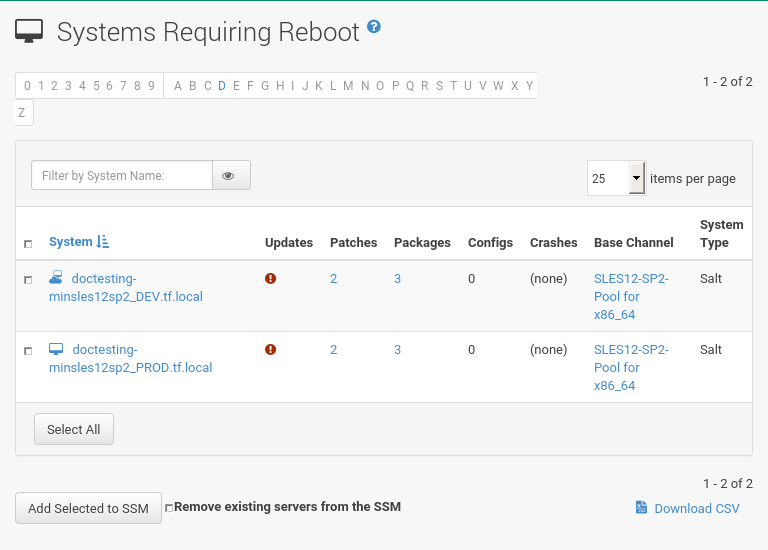 Systems Requiring Reboot
0 1 2 3 4 5 6 7 8 9 A B C D E F G H I J K L M N O P Q R S T U V W X Y
1 - 2 of 2
Z
Filter by System Name:
25 items per page
System Updates Patches Packages Configs Crashes Base Channel System Type
doctesting-
minsles12sp2_DEV.tf.local
2 3 0 (none)
SLES12-SP2-
Pool for
x86_64
Salt
doctesting-
minsles12sp2_PROD.tf.local
2 3 0 (none)
SLES12-SP2-
Pool for
x86_64
Salt
Select All
1 - 2 of 2
Add Selected to SSM Remove existing servers from the SSM
Download CSV